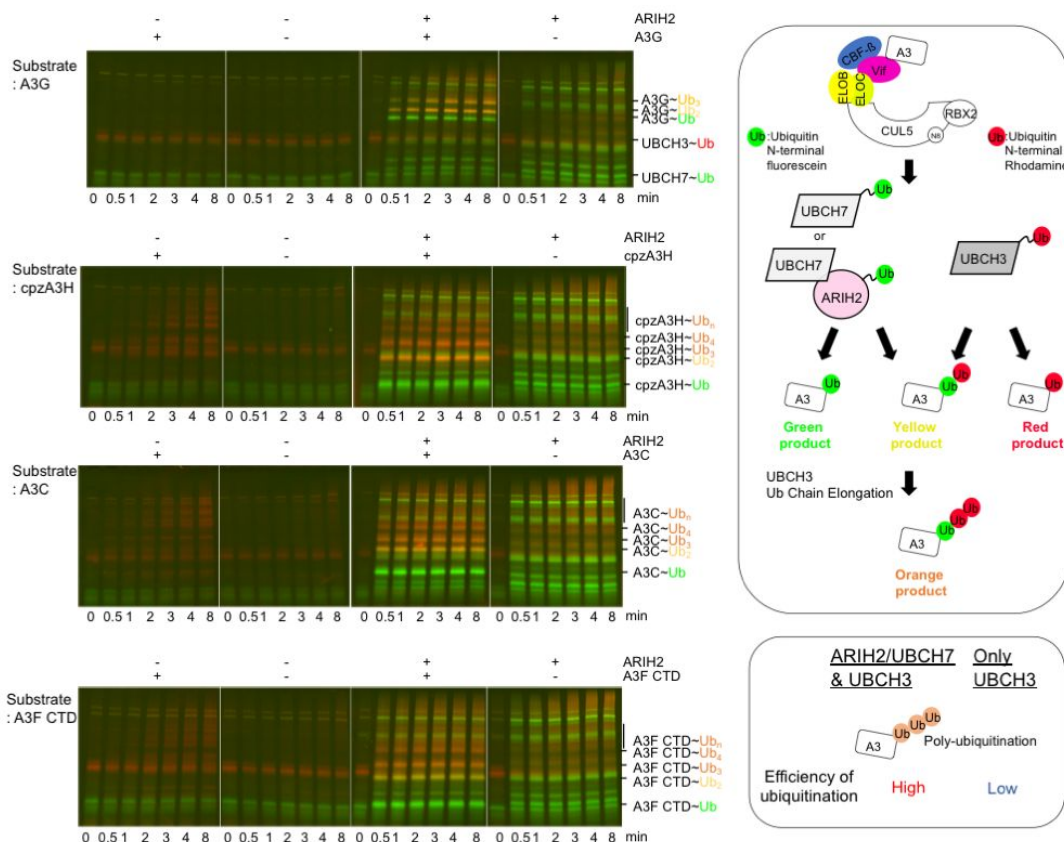 - - + + ARIH2
+ - + - A3G
Substrate
: A3G
A3G~Ub3
A3G~Ub2
A3G~Ub
UBCH3~Ub
UBCH7~Ub
0 0.5 1 2 3 4 8 0 0.5 1 2 3 4 8 0 0.5 1 2 3 4 8 0 0.5 1 2 3 4 8 min
- - + + ARIH2
+ - + - cpzA3H
Substrate
: cpzA3H
cpzA3H~Ubn
cpzA3H~Ub4
cpzA3H~Ub3
cpzA3H~Ub2
cpzA3H~Ub
0 0.5 1 2 3 4 8 0 0.5 1 2 3 4 8 0 0.5 1 2 3 4 8 0 0.5 1 2 3 4 8 min
- - + + ARIH2
+ - + - A3C
Substrate
: A3C
A3C~Ubn
A3C~Ub4
A3C~Ub3
A3C~Ub2
A3C~Ub
0 0.5 1 2 3 4 8 0 0.5 1 2 3 4 8 0 0.5 1 2 3 4 8 0 0.5 1 2 3 4 8 min
- - + + ARIH2
+ - + - A3F CTD
Substrate
: A3F CTD
A3F CTD~Ubn
A3F CTD~Ub4
A3F CTD~Ub3
A3F CTD~Ub2
A3F CTD~Ub
0 0.5 1 2 3 4 8 0 0.5 1 2 3 4 8 0 0.5 1 2 3 4 8 0 0.5 1 2 3 4 8 min
CBF-ß
A3
Vif
ELOB
ELOC
CUL5
N8
RBX2
Ub :Ubiquitin
N-terminal
fluorescein
Ub :Ubiquitin
N-terminal
Rhodamine
Ub
UBCH7
or
UBCH7
Ub
ARIH2
Ub
UBCH3
A3 Ub
A3 Ub Ub
A3 Ub
Green
product
Yellow
product
Red
product
UBCH3
Ub Chain Elongation
A3 Ub Ub Ub
Orange
product
ARIH2/UBCH7
& UBCH3
Only
UBCH3
A3 Ub Ub Ub
Poly-ubiquitination
Efficiency of
ubiquitination
High
Low